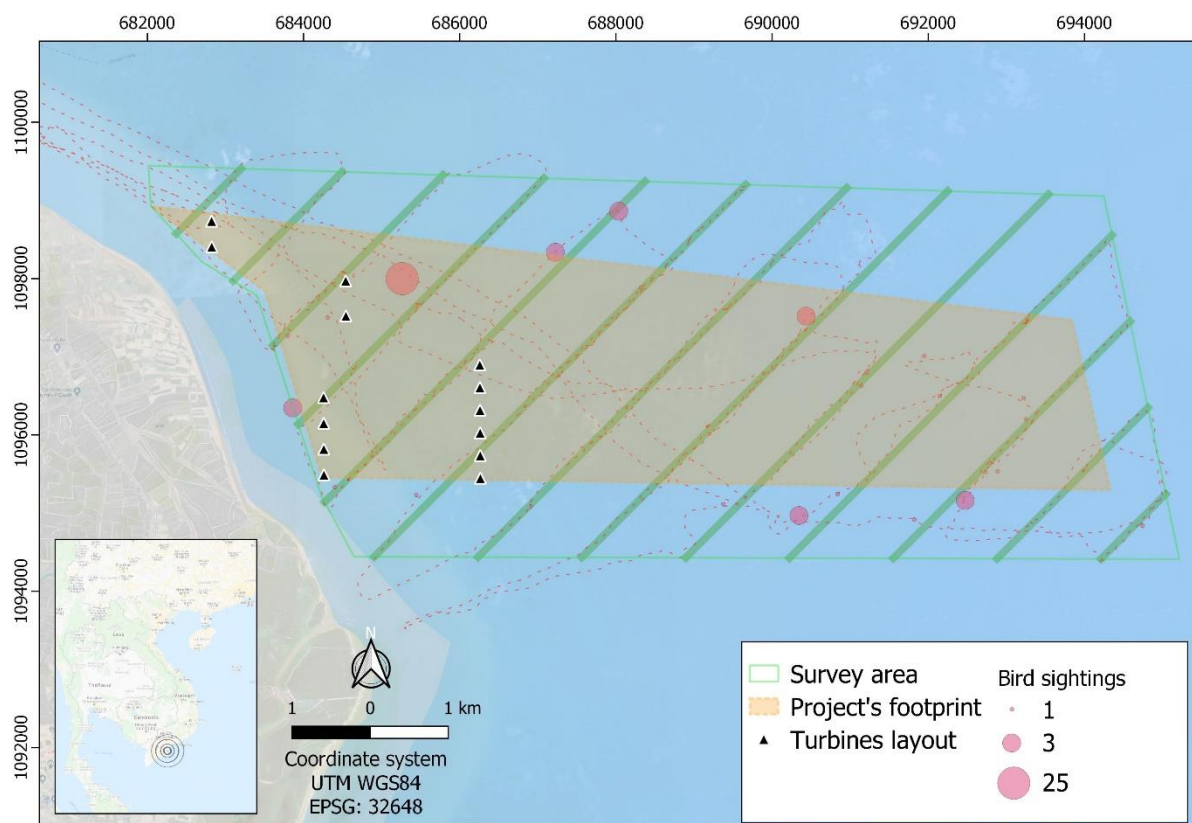 682000 684000 686000 688000 690000 692000 694000
1100000
1098000
1096000
1094000
1092000
N
1 0 1 km
Coordinate system
UTM WGS84
EPSG: 32648
Survey area
Project's footprint
Turbines layout
Bird sightings
1
3
25